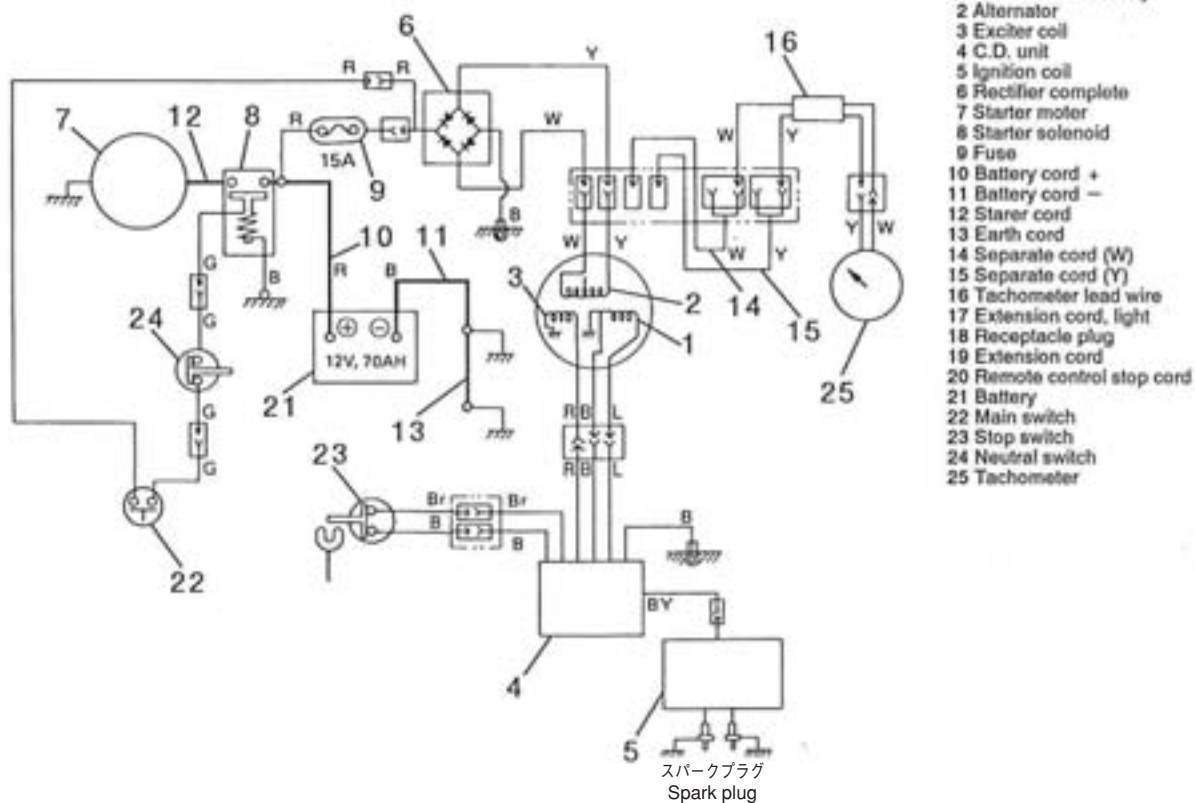 6
Y
16
R
R
7
12
8
R
15A
9
W
W
Y
10
11
B
W
Y
W
Y
Y
W
G
B
R
B
3
2
14
15
1
G
24
12V, 70AH
21
13
25
G
R B L
G
R B L
23
Br
Br
B
B
B
22
BY
4
5
スパークプラグ
Spark plug
2 Alternator
3 Exciter coil
4 C.D. unit
5 Ignition coil
6 Rectifier complete
7 Starter moter
8 Starter solenoid
9 Fuse
10 Battery cord +
11 Battery cord −
12 Starer cord
13 Earth cord
14 Separate cord (W)
15 Separate cord (Y)
16 Tachometer lead wire
17 Extension cord, light
18 Receptacle plug
19 Extension cord
20 Remote control stop cord
21 Battery
22 Main switch
23 Stop switch
24 Neutral switch
25 Tachometer